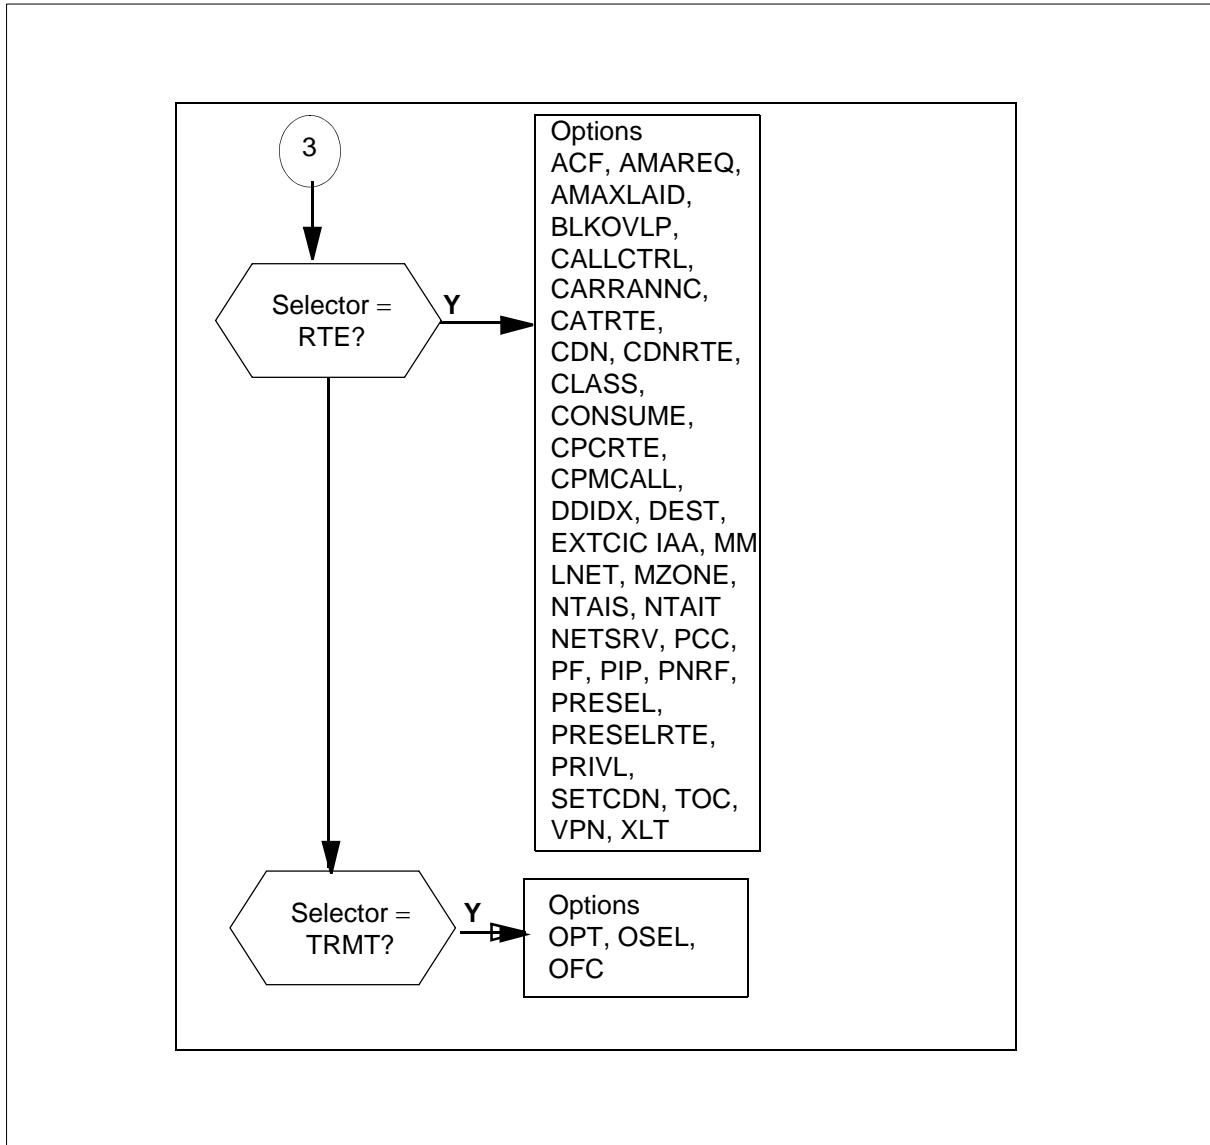 3
Selector =
RTE?
Y
Options
ACF, AMAREQ,
AMAXLAID,
BLKOVLP,
CALLCTRL,
CARRANNC,
CATRTE,
CDN, CDNRTE,
CLASS,
CONSUME,
CPCRTE,
CPMCALL,
DDIDX, DEST,
EXTCIC IAA, MM
LNET, MZONE,
NTAIS, NTAIT
NETSRV, PCC,
PF, PIP, PNRF,
PRESEL,
PRESELRTE,
PRIVL,
SETCDN, TOC,
VPN, XLT
Selector =
TRMT?
Y
Options
OPT, OSEL,
OFC